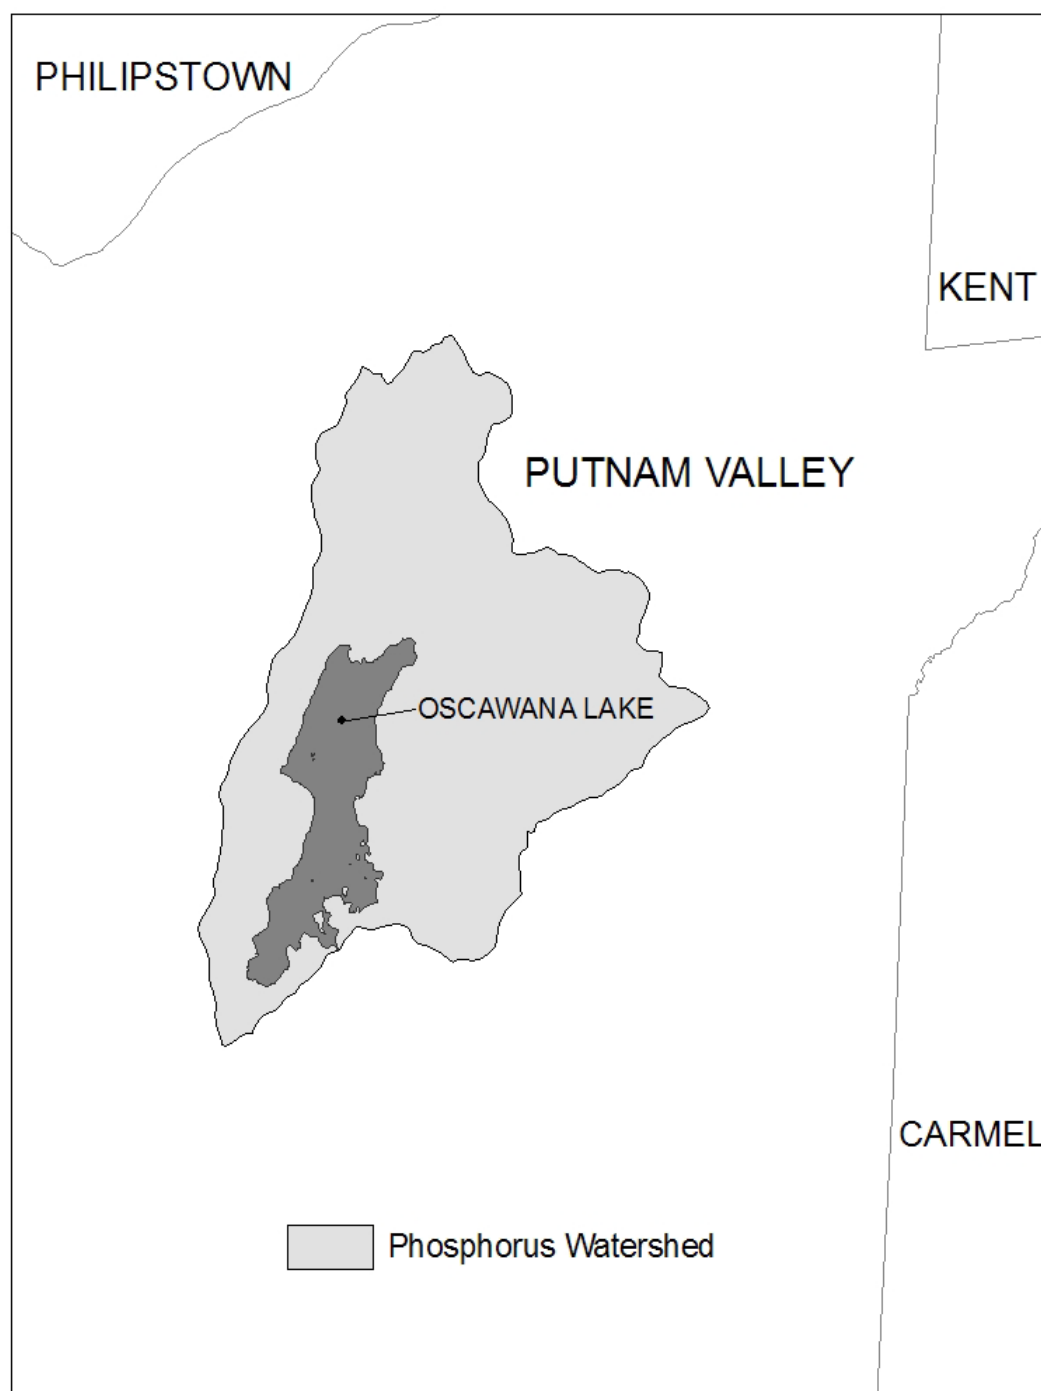 PHILIPSTOWN
KENT
PUTNAM VALLEY
OSCAWANA LAKE
CARMEL
Phosphorus Watershed